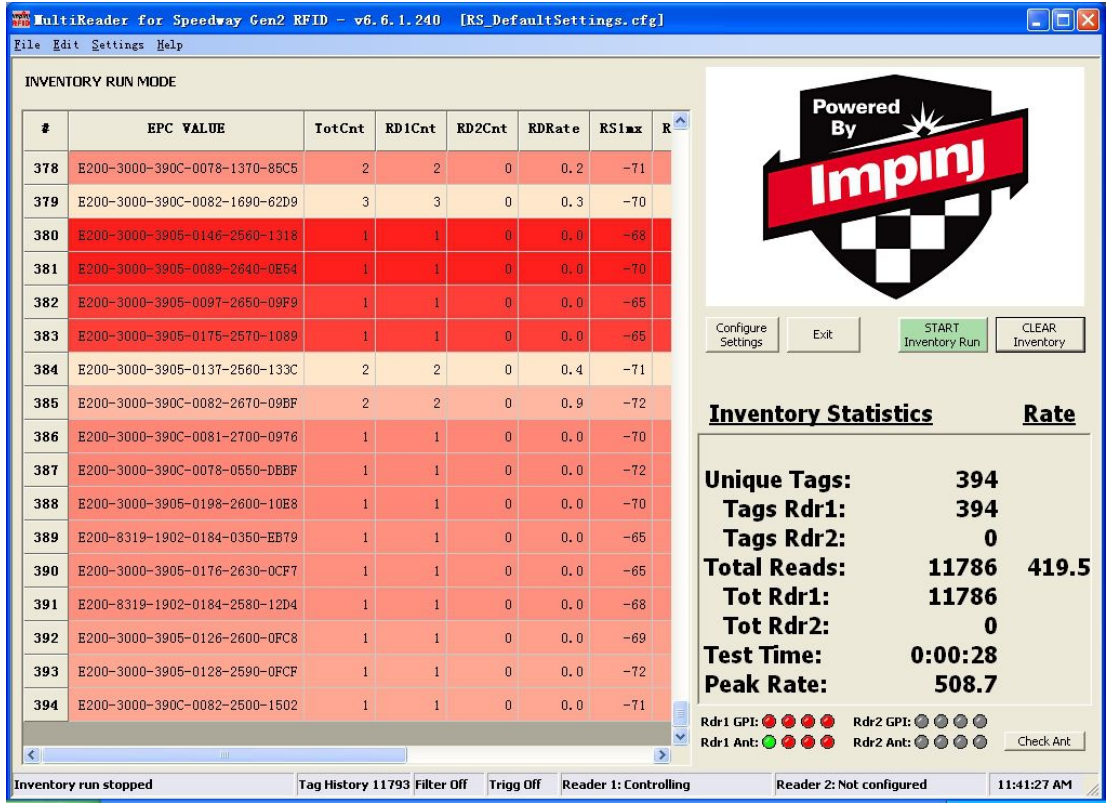 MultiReader for Speedway Gen2 RFID - v6.6.1.240 [RS_DefaultSettings.cfg]
File Edit Settings Help
INVENTORY RUN MODE
# EPC VALUE TotCnt RD1Cnt RD2Cnt RDRate RS1mx R
378 E200-3000-390C-0078-1370-85C5 2 2 0 0.2 -71
379 E200-3000-390C-0082-1690-62D9 3 3 0 0.3 -70
380 E200-3000-3905-0146-2560-1318 1 1 0 0.0 -68
381 E200-3000-3905-0089-2640-0E54 1 1 0 0.0 -70
382 E200-3000-3905-0097-2650-09F9 1 1 0 0.0 -65
383 E200-3000-3905-0175-2570-1089 1 1 0 0.0 -65
384 E200-3000-3905-0137-2560-133C 2 2 0 0.4 -71
385 E200-3000-390C-0082-2670-09BF 2 2 0 0.9 -72
386 E200-3000-390C-0081-2700-0976 1 1 0 0.0 -70
387 E200-3000-390C-0078-0550-DBBF 1 1 0 0.0 -72
388 E200-3000-3905-0198-2600-10E8 1 1 0 0.0 -70
389 E200-8319-1902-0184-0350-EB79 1 1 0 0.0 -65
390 E200-3000-3905-0176-2630-0CF7 1 1 0 0.0 -65
391 E200-8319-1902-0184-2580-12D4 1 1 0 0.0 -68
392 E200-3000-3905-0126-2600-0FC8 1 1 0 0.0 -69
393 E200-3000-3905-0128-2590-0FCF 1 1 0 0.0 -72
394 E200-3000-390C-0082-2500-1502 1 1 0 0.0 -71
Powered
By
Impinj
Configure Settings
Exit
START Inventory Run
CLEAR Inventory
Inventory Statistics Rate
Unique Tags: 394
Tags Rdr1: 394
Tags Rdr2: 0
Total Reads: 11786 419.5
Tot Rdr1: 11786
Tot Rdr2: 0
Test Time: 0:00:28
Peak Rate: 508.7
Rdr1 GPI: Rdr2 GPI:
Rdr1 Ant: Rdr2 Ant: Check Ant
Inventory run stopped Tag History 11793 Filter Off Trigg Off Reader 1: Controlling Reader 2: Not configured 11:41:27 AM